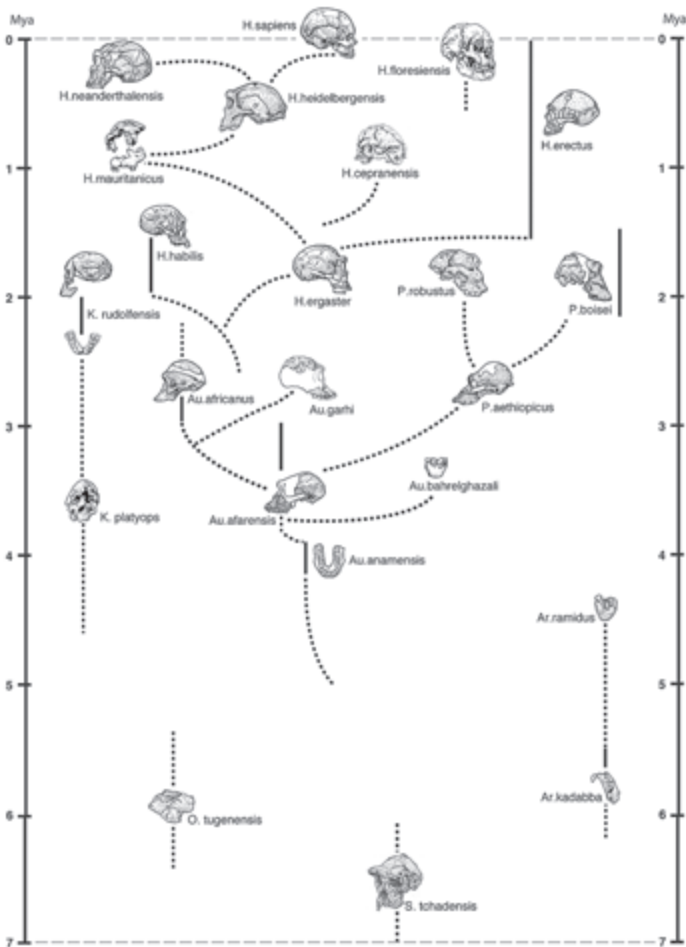 Mya
Mya
0
0
H.sapiens
H.floresiensis
H.neanderthalensis
H.heidelbergensis
H.erectus
1
1
H.mauritanicus
H.cepranensis
H.habilis
H.ergaster
P.robustus
P.boisei
2
2
K. rudolfensis
Au.africanus
Au.garhi
P.aethiopicus
3
3
Au.bahrelghazali
K. platyops
Au.afarensis
4
4
Au.anamensis
Ar.ramidus
5
5
Ar.kadabba
6
6
O. tugenensis
S. tchadensis
7
7